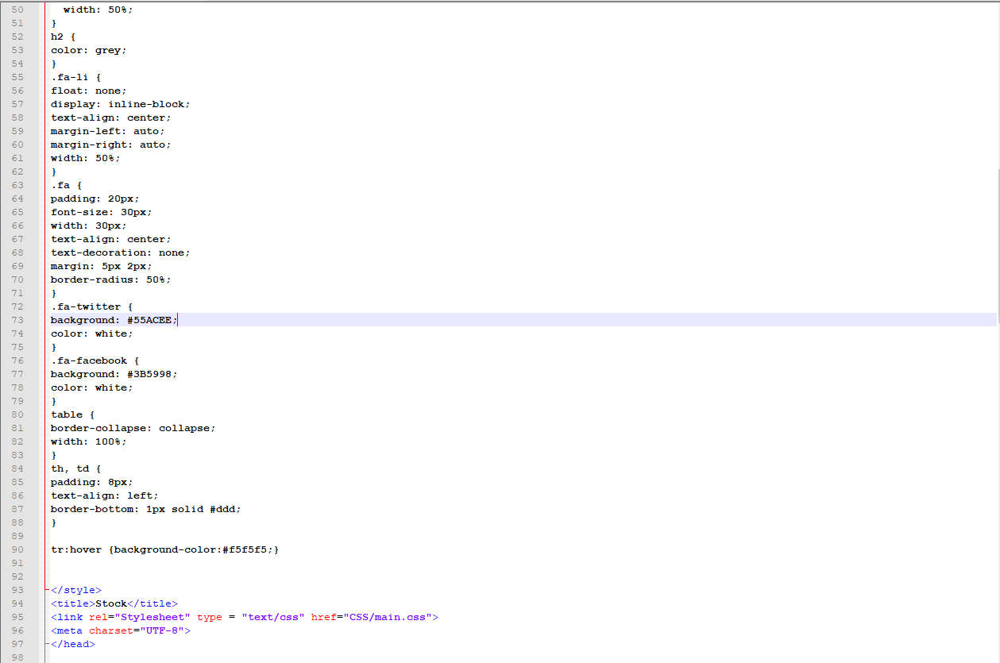 50 width: 50%;
51 }
52 h2 {
53 color: grey;
54 }
55 .fa-li {
56 float: none;
57 display: inline-block;
58 text-align: center;
59 margin-left: auto;
60 margin-right: auto;
61 width: 50%;
62 }
63 .fa {
64 padding: 20px;
65 font-size: 30px;
66 width: 30px;
67 text-align: center;
68 text-decoration: none;
69 margin: 5px 2px;
70 border-radius: 50%;
71 }
72 .fa-twitter {
73 background: #55ACEE;
74 color: white;
75 }
76 .fa-facebook {
77 background: #3B5998;
78 color: white;
79 }
80 table {
81 border-collapse: collapse;
82 width: 100%;
83 }
84 th, td {
85 padding: 8px;
86 text-align: left;
87 border-bottom: 1px solid #ddd;
88 }
89
90 tr:hover {background-color:#f5f5f5;}
91
92
93 </style>
94 <title>Stock</title>
95 <link rel="Stylesheet" type = "text/css" href="CSS/main.css">
96 <meta charset="UTF-8">
97 </head>
98